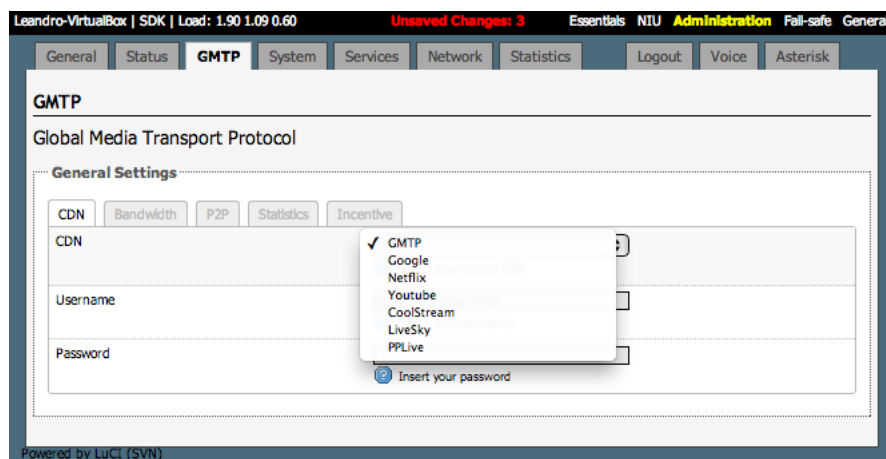 Leandro-VirtualBox | SDK | Load: 1.90 1.09 0.60 Unsaved Changes: 3 Essentials NIU Administration Fail-safe Genera
General Status GMTP System Services Network Statistics Logout Voice Asterisk
GMTP
Global Media Transport Protocol
General Settings
CDN Bandwidth P2P Statistics Incentive
CDN
✓ GMTP
Google
Netflix
Youtube
CoolStream
LiveSky
PPLive
Username
Password
Insert your password
Powered by LuCI (SVN)